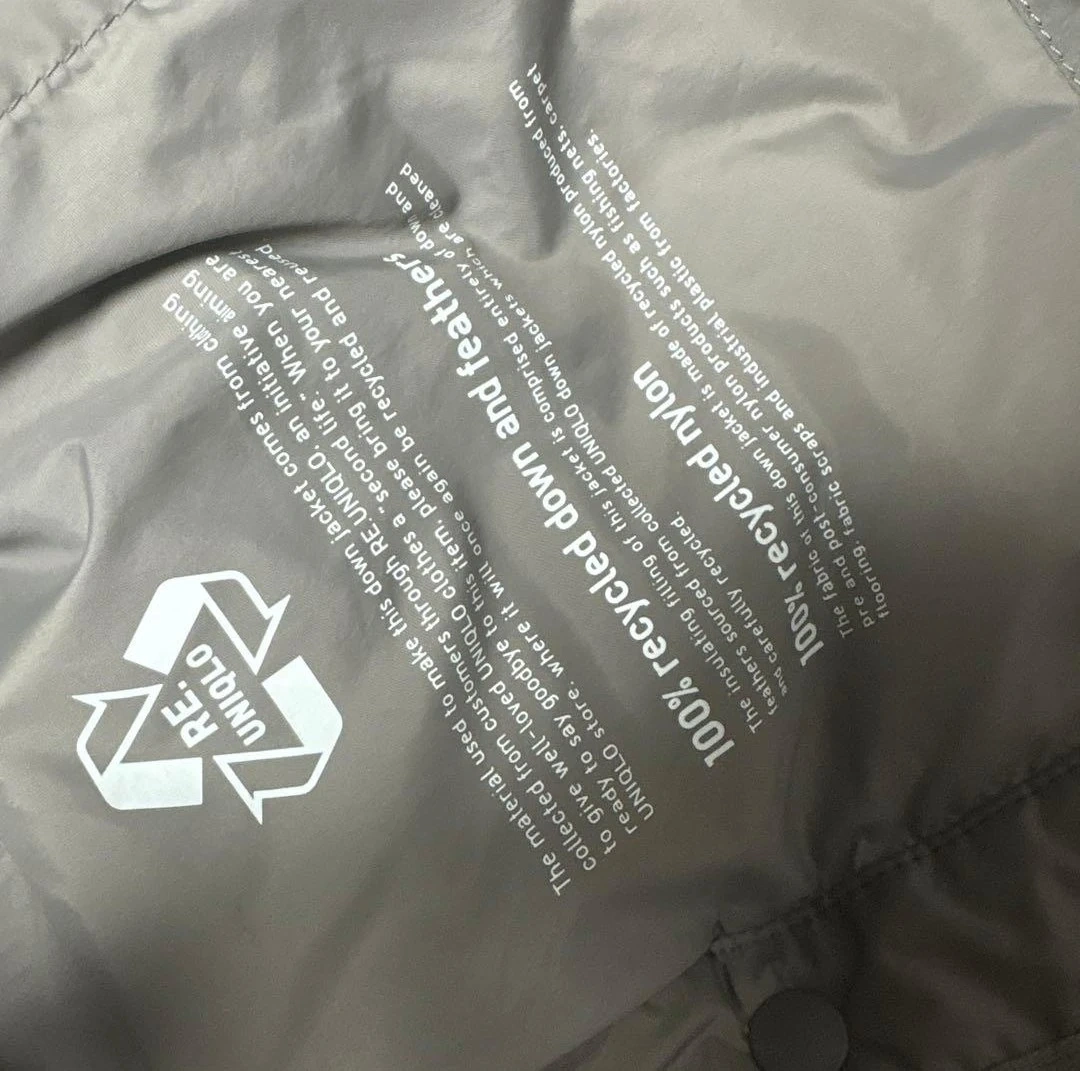 RE.
UNIQLO
The material used to make this down jacket comes from clothing
collected from customers through RE.UNIQLO, an initiative aiming
to give well-loved UNIQLO clothes a "second life." When you are
ready to say goodbye to this item, please bring it to your nearest
UNIQLO store, where it will once again be recycled and reused
100% recycled down and feathers
The insulating filling of this jacket is comprised entirely of down and
feathers sourced from collected UNIQLO down jackets which are cleaned
and carefully recycled.
100% recycled nylon
The fabric of this down jacket is made of recycled nylon produced from
pre and post-consumer nylon products such as fishing nets, carpet
flooring, fabric scraps and industrial plastic from factories.